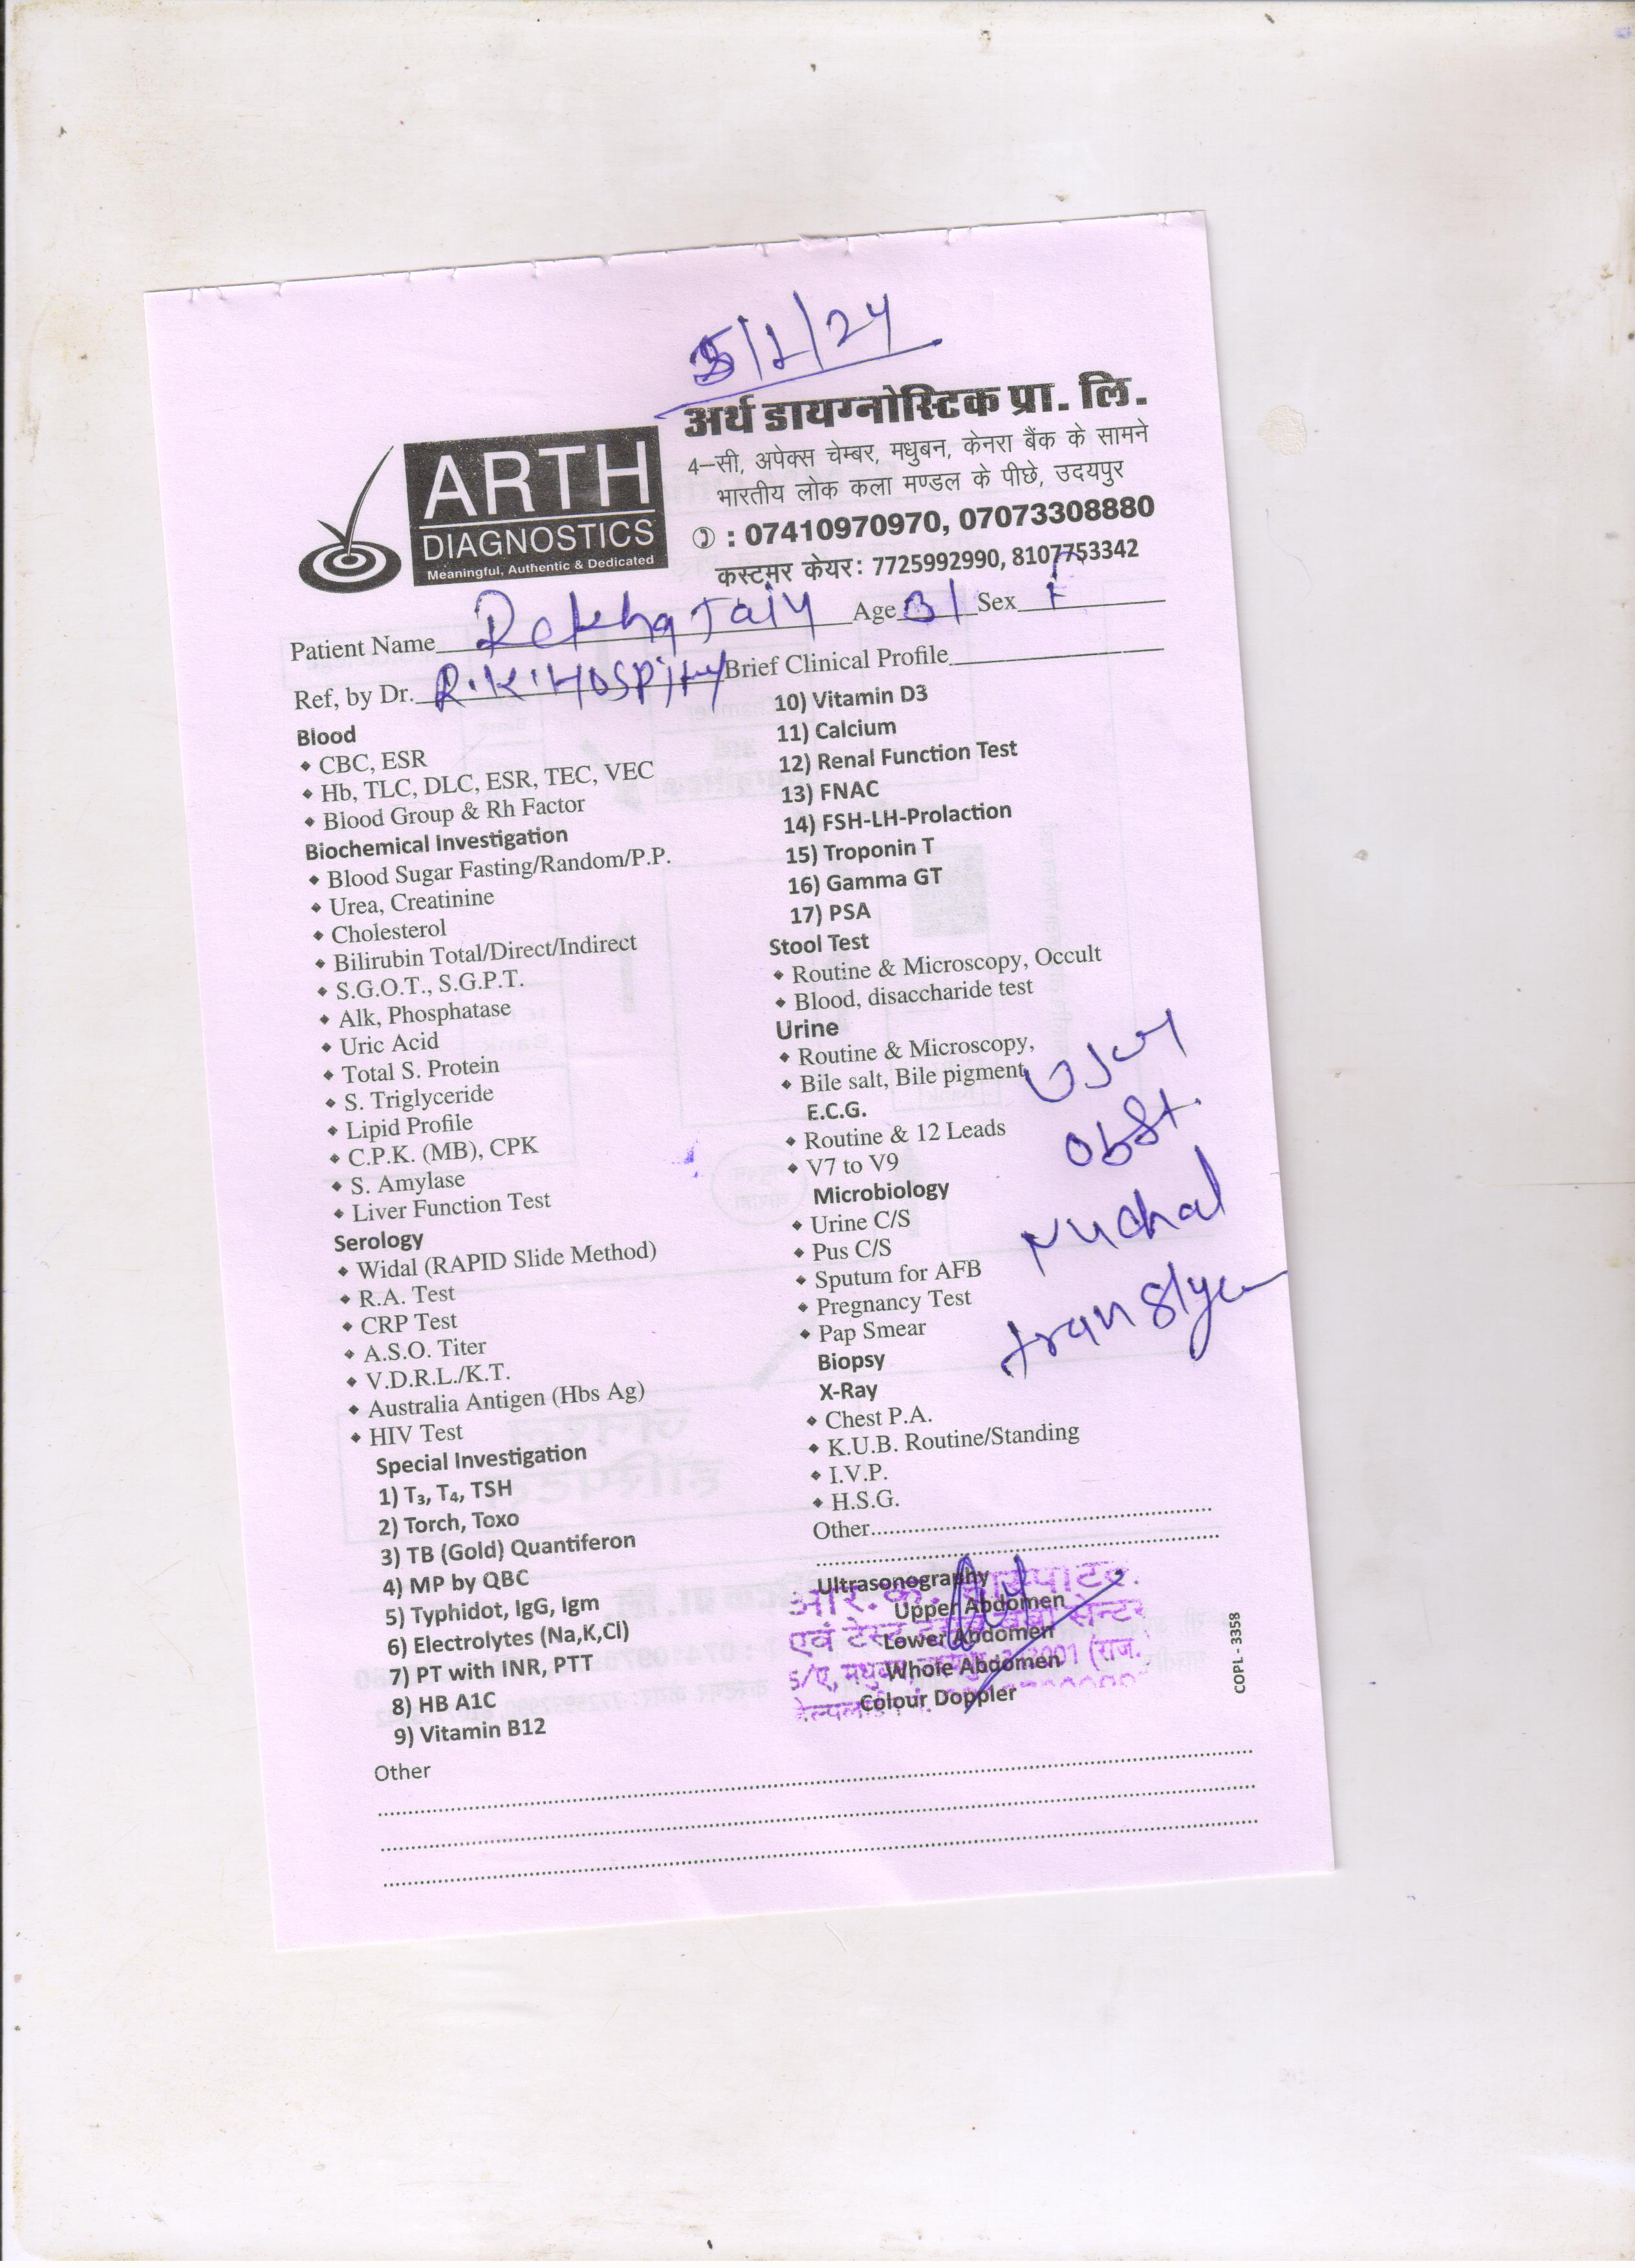 5/1/24
अर्थ डायग्नोस्टिक प्रा. लि.
4–सी, अपेक्स चेम्बर, मधुबन, केनरा बैंक के सामने
भारतीय लोक कला मण्डल के पीछे, उदयपुर
: 07410970970, 07073308880
कस्टमर केयर: 7725992990, 8107753342
ARTH
DIAGNOSTICS
Meaningful, Authentic & Dedicated
Patient Name Rekha Jain Age 31 Sex F
Ref, by Dr. R.K. Hospital Brief Clinical Profile
Blood
• CBC, ESR
• Hb, TLC, DLC, ESR, TEC, VEC
• Blood Group & Rh Factor
Biochemical Investigation
• Blood Sugar Fasting/Random/P.P.
• Urea, Creatinine
• Cholesterol
• Bilirubin Total/Direct/Indirect
• S.G.O.T., S.G.P.T.
• Alk, Phosphatase
• Uric Acid
• Total S. Protein
• S. Triglyceride
• Lipid Profile
• C.P.K. (MB), CPK
• S. Amylase
• Liver Function Test
Serology
• Widal (RAPID Slide Method)
• R.A. Test
• CRP Test
• A.S.O. Titer
• V.D.R.L./K.T.
• Australia Antigen (Hbs Ag)
• HIV Test
Special Investigation
1) T₃, T₄, TSH
2) Torch, Toxo
3) TB (Gold) Quantiferon
4) MP by QBC
5) Typhidot, IgG, Igm
6) Electrolytes (Na,K,Cl)
7) PT with INR, PTT
8) HB A1C
9) Vitamin B12
10) Vitamin D3
11) Calcium
12) Renal Function Test
13) FNAC
14) FSH-LH-Prolaction
15) Troponin T
16) Gamma GT
17) PSA
Stool Test
• Routine & Microscopy, Occult
• Blood, disaccharide test
Urine
• Routine & Microscopy,
• Bile salt, Bile pigment
E.C.G.
• Routine & 12 Leads
• V7 to V9
Microbiology
• Urine C/S
• Pus C/S
• Sputum for AFB
• Pregnancy Test
• Pap Smear
Biopsy
X-Ray
• Chest P.A.
• K.U.B. Routine/Standing
• I.V.P.
• H.S.G.
Other
obst.
Nuchal
Ultrasonography
Upper Abdomen
Lower Abdomen
Whole Abdomen
Colour Doppler
आर. के. हास्पीटल
एवं टेस्ट बेबी सेन्टर
5/ए, मधुबन, (राज.
COPL - 3358
Other